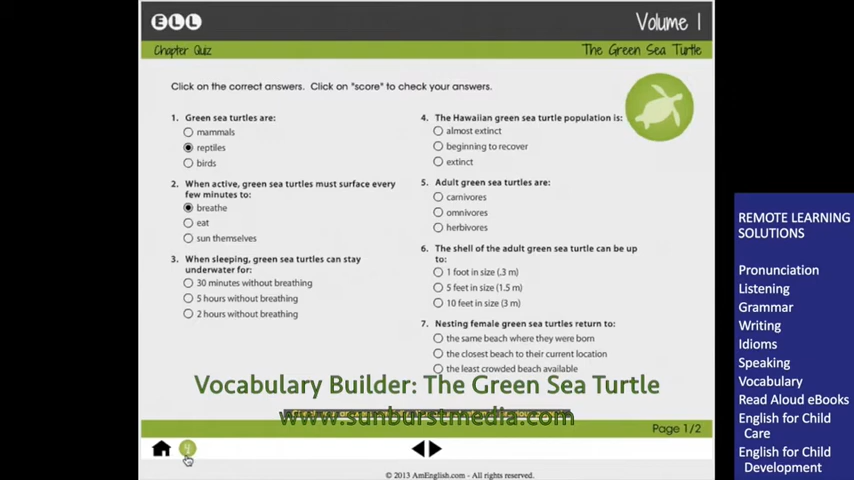 ELL
Volume 1
Chapter Quiz
The Green Sea Turtle
Click on the correct answers. Click on "score" to check your answers.
1. Green sea turtles are:
mammals
reptiles
birds
2. When active, green sea turtles must surface every
few minutes to:
breathe
eat
sun themselves
3. When sleeping, green sea turtles can stay
underwater for:
30 minutes without breathing
5 hours without breathing
2 hours without breathing
4. The Hawaiian green sea turtle population is:
almost extinct
beginning to recover
extinct
5. Adult green sea turtles are:
carnivores
omnivores
herbivores
6. The shell of the adult green sea turtle can be up
to:
1 foot in size (.3 m)
5 feet in size (1.5 m)
10 feet in size (3 m)
7. Nesting female green sea turtles return to:
the same beach where they were born
the closest beach to their current location
the least crowded beach available
Vocabulary Builder: The Green Sea Turtle
www.sunburstmedia.com
Page 1/2
© 2013 AmEnglish.com - All rights reserved.
REMOTE LEARNING
SOLUTIONS
Pronunciation
Listening
Grammar
Writing
Idioms
Speaking
Vocabulary
Read Aloud eBooks
English for Child
Care
English for Child
Development